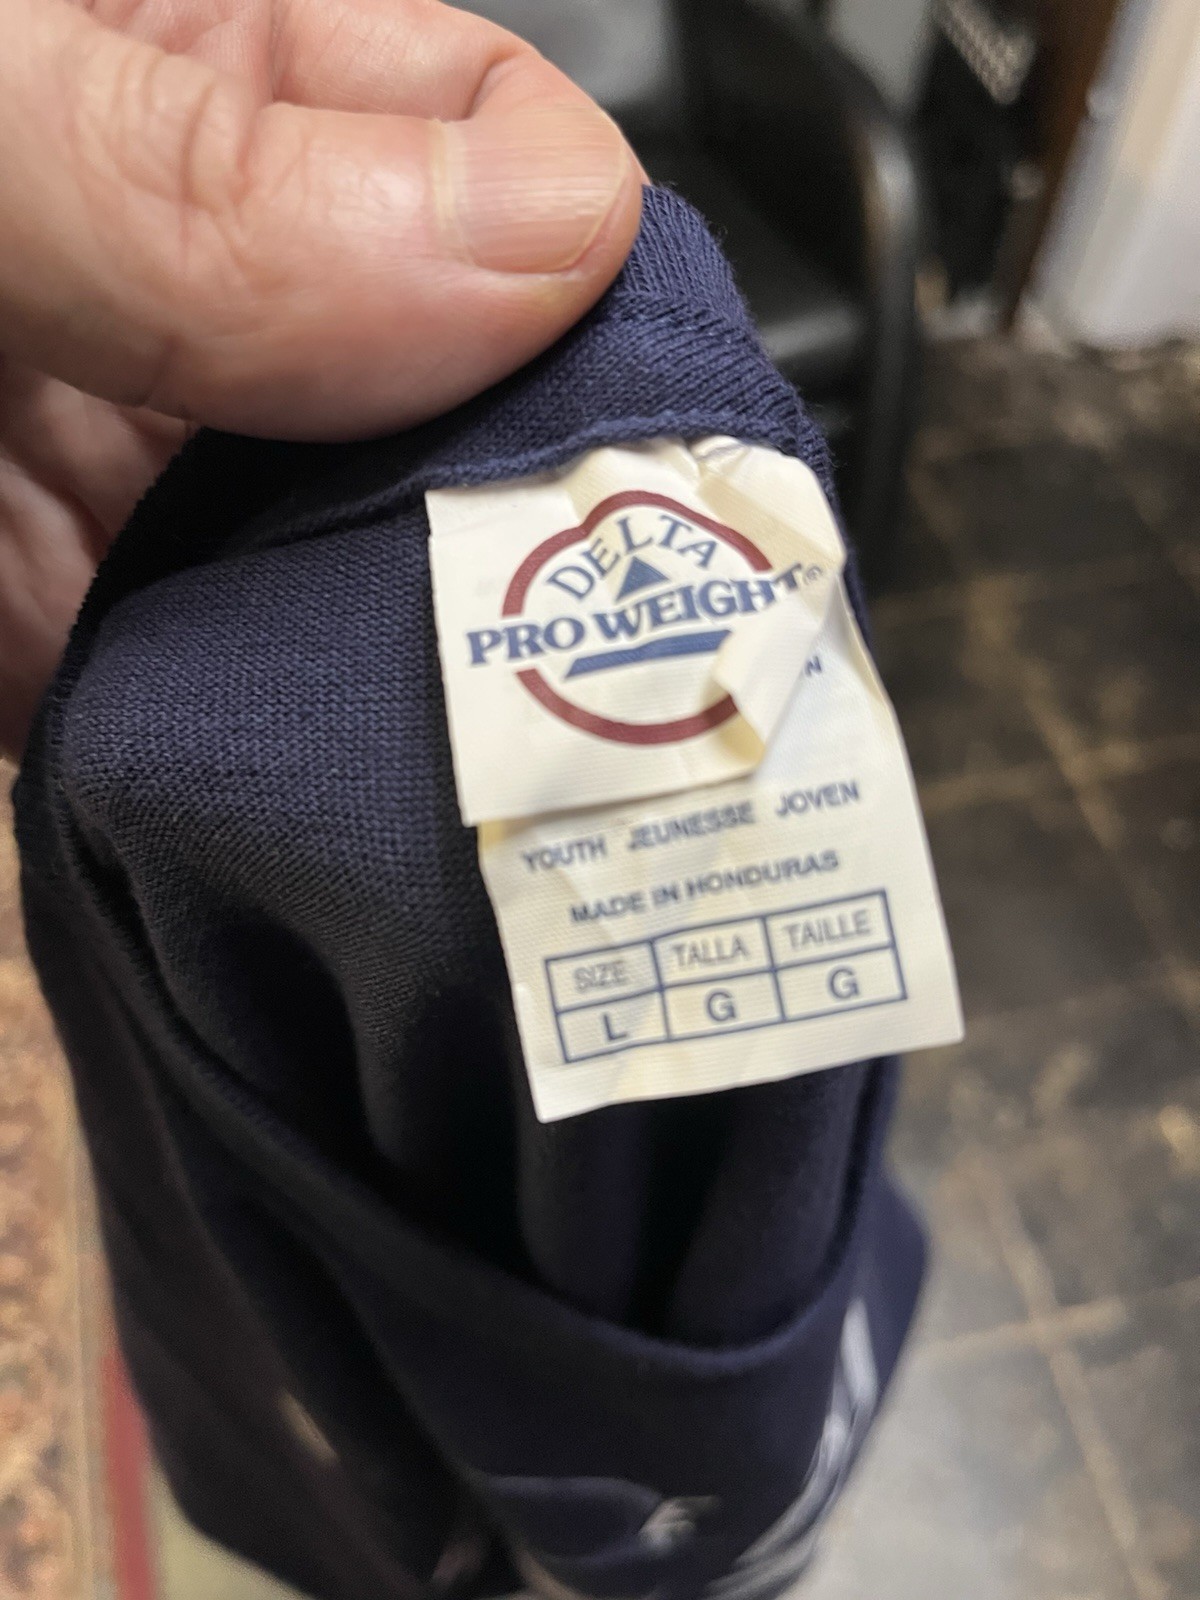 DELTA
PRO WEIGHT®
YOUTH JEUNESSE JOVEN
MADE IN HONDURAS
SIZE TALLA TAILLE
L G G